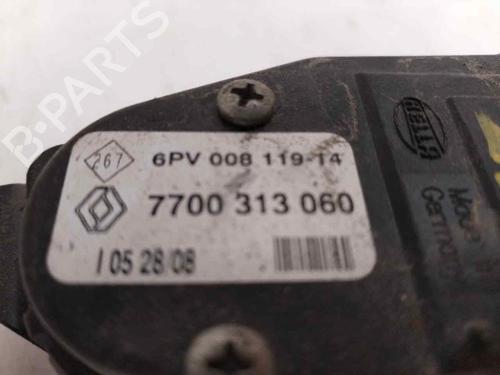 B-PARTS
267
6PV 008 119-14
7700 313 060
I 05 28/08
HELLA
Made in
Germany